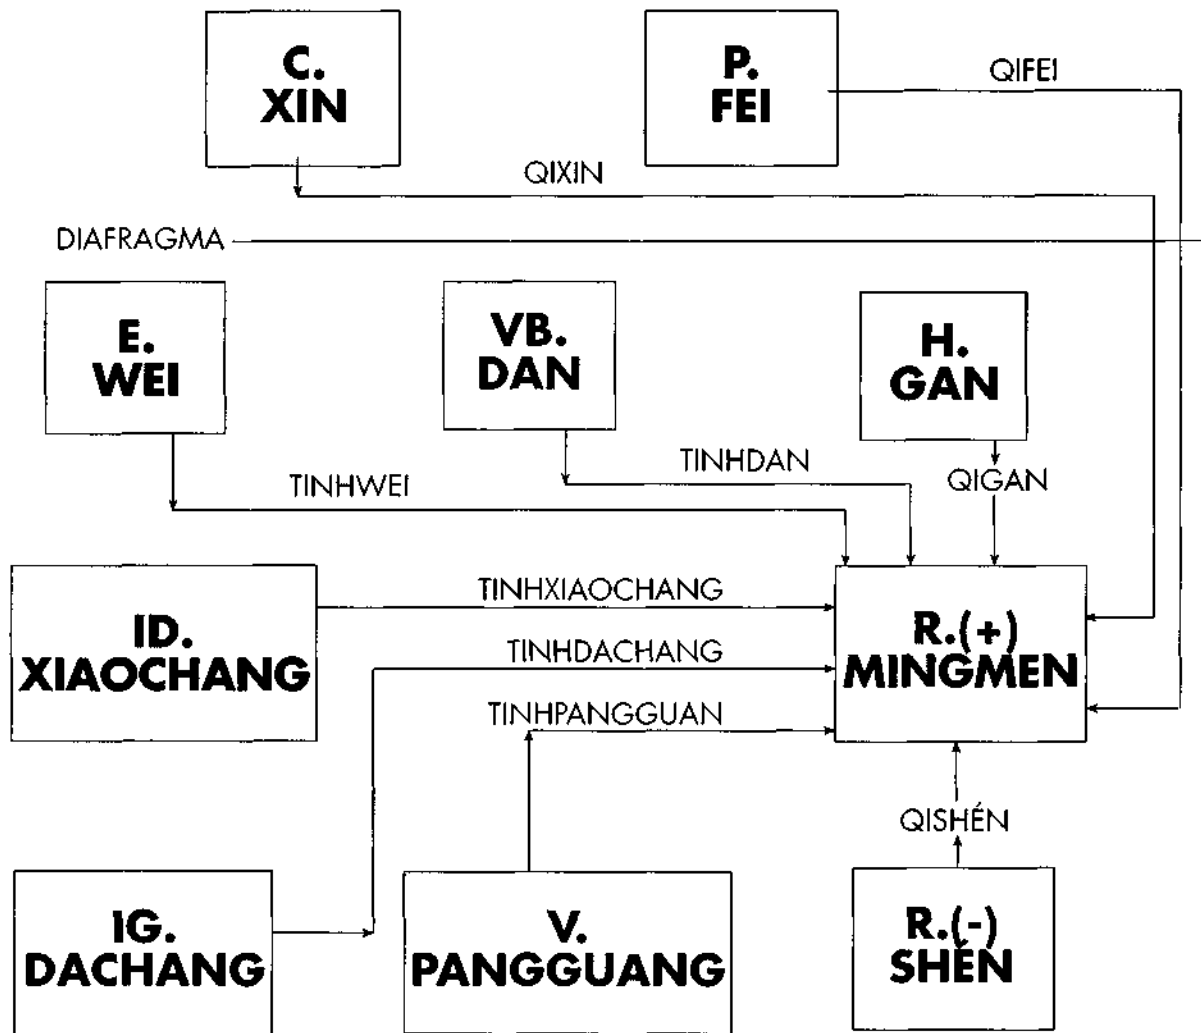 C.
XIN
P.
FEI
QIFEI
QIXIN
DIAFRAGMA
E.
WEI
VB.
DAN
H.
GAN
TINHWEI
TINHDAN
QIGAN
ID.
XIAOCHANG
TINHXIAOCHANG
TINHDACHANG
TINHPANGGUAN
R.(+)
MINGMEN
QISHÉN
IG.
DACHANG
V.
PANGGUANG
R.(-)
SHÉN